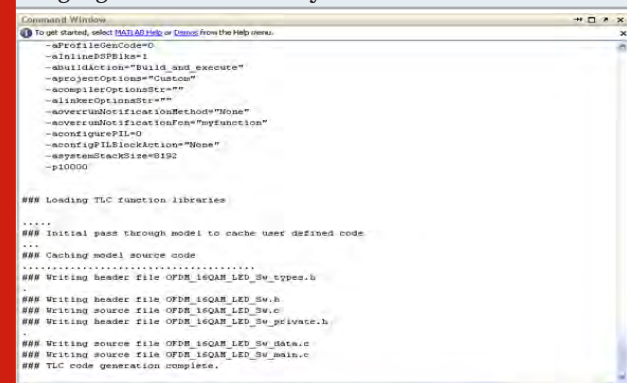 Command Window
To get started, select MATLAB Help or Demos from the Help menu.
-aProfileGenCode=0
-aInlineDSPBlks=1
-abuildAction="Build_and_execute"
-aprojectOptions="Custom"
-acompilerOptionsStr=""
-alinkerOptionsStr=""
-aoverrunNotificationMethod="None"
-aoverrunNotificationFcn="myfunction"
-aconfigurePIL=0
-aconfigPILBlockAction="None"
-asystemStackSize=8192
-p10000
### Loading TLC function libraries
.....
### Initial pass through model to cache user defined code
...
### Caching model source code
.......................................
### Writing header file OFDM_16QAM_LED_Sw_types.h
.
### Writing header file OFDM_16QAM_LED_Sw.h
### Writing source file OFDM_16QAM_LED_Sw.c
### Writing header file OFDM_16QAM_LED_Sw_private.h
.
### Writing source file OFDM_16QAM_LED_Sw_data.c
### Writing source file OFDM_16QAM_LED_Sw_main.c
### TLC code generation complete.